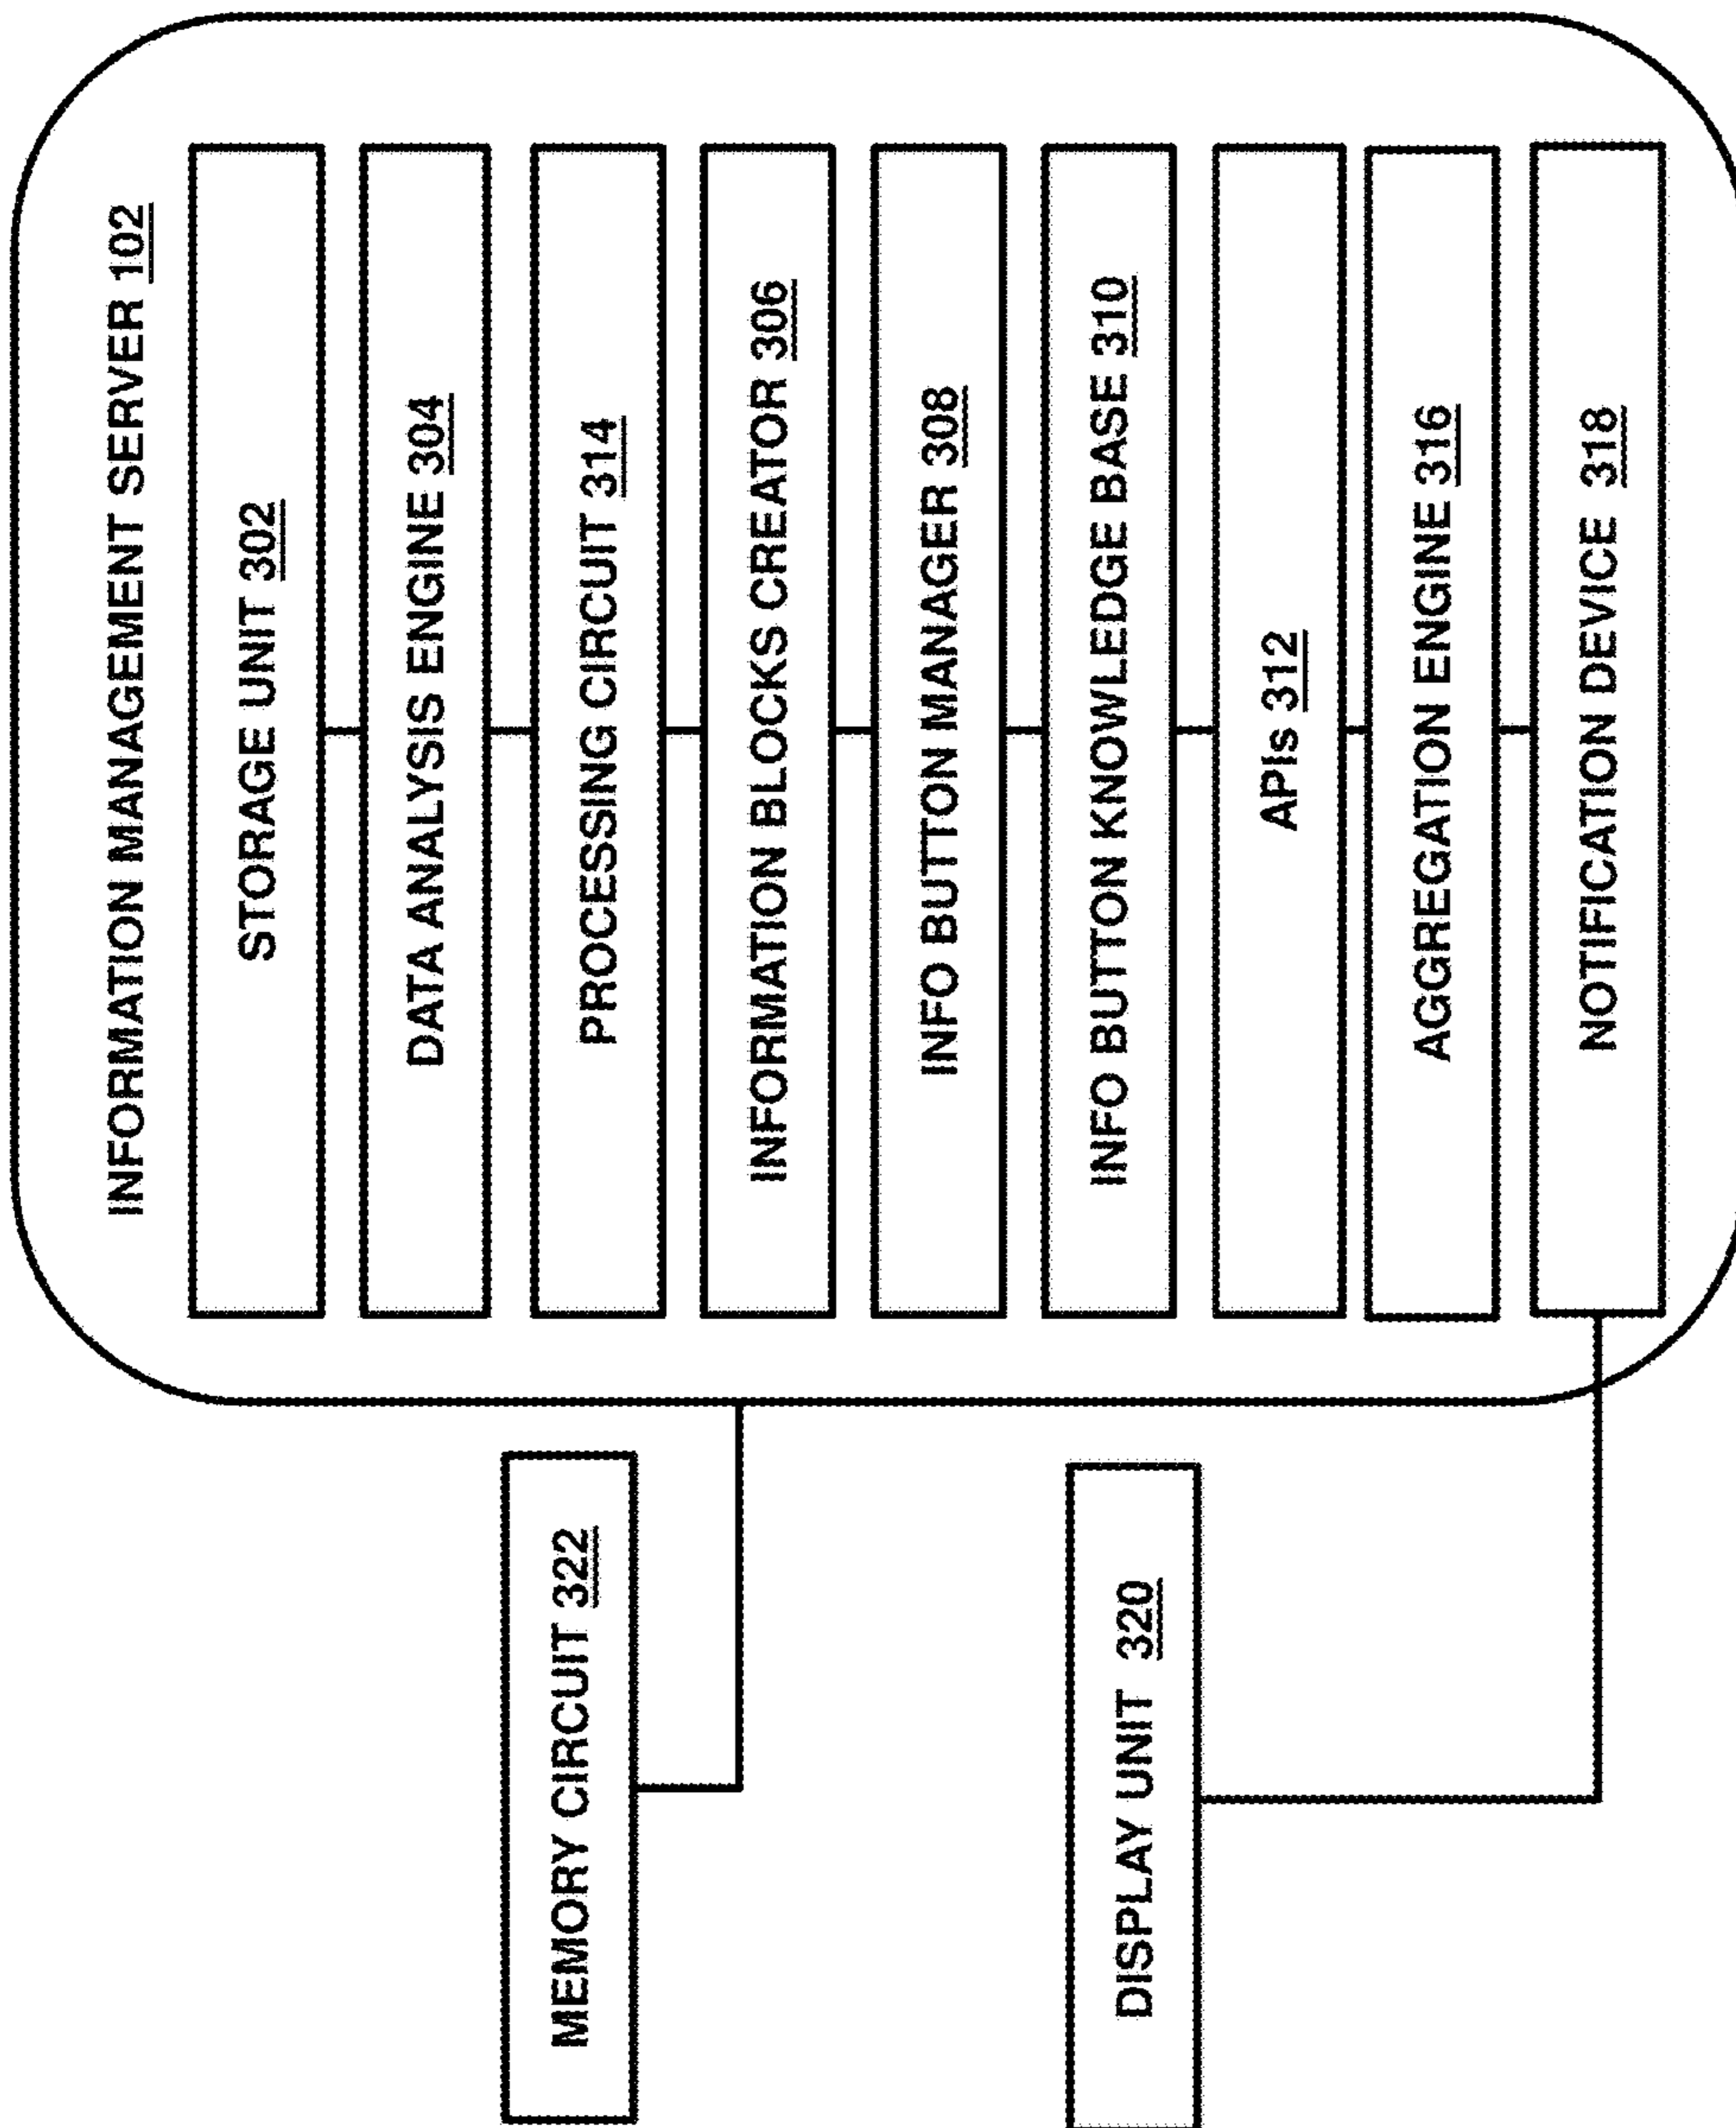 INFORMATION MANAGEMENT SERVER 102
STORAGE UNIT 302
DATA ANALYSIS ENGINE 304
PROCESSING CIRCUIT 314
INFORMATION BLOCKS CREATOR 306
INFO BUTTON MANAGER 308
INFO BUTTON KNOWLEDGE BASE 310
APIs 312
AGGREGATION ENGINE 316
NOTIFICATION DEVICE 318
MEMORY CIRCUIT 322
DISPLAY UNIT 320